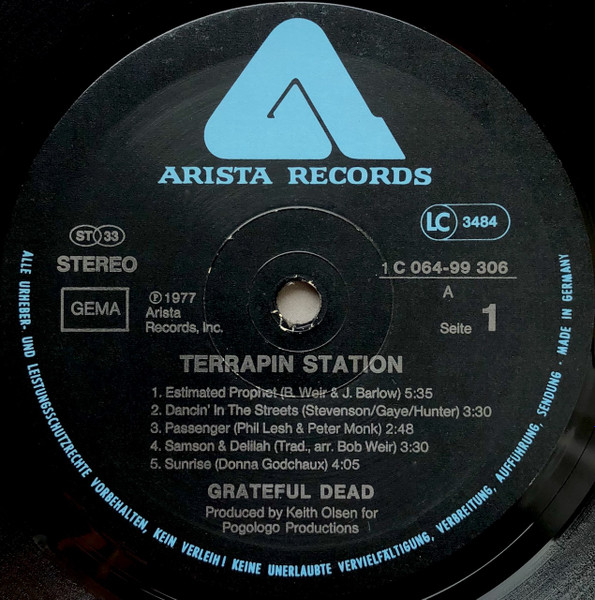 ARISTA RECORDS
LC 3484
ST 33
STEREO
1 C 064-99 306
GEMA
℗ 1977
Arista
Records, Inc.
A
Seite 1
TERRAPIN STATION
1. Estimated Prophet (B. Weir & J. Barlow) 5:35
2. Dancin' In The Streets (Stevenson/Gaye/Hunter) 3:30
3. Passenger (Phil Lesh & Peter Monk) 2:48
4. Samson & Delilah (Trad., arr. Bob Weir) 3:30
5. Sunrise (Donna Godchaux) 4:05
GRATEFUL DEAD
Produced by Keith Olsen for
Pogologo Productions
ALLE URHEBER- UND LEISTUNGSSCHUTZRECHTE VORBEHALTEN, KEIN VERLEIH! KEINE UNERLAUBTE VERVIELFÄLTIGUNG, VERBREITUNG, AUFFÜHRUNG, SENDUNG · MADE IN GERMANY